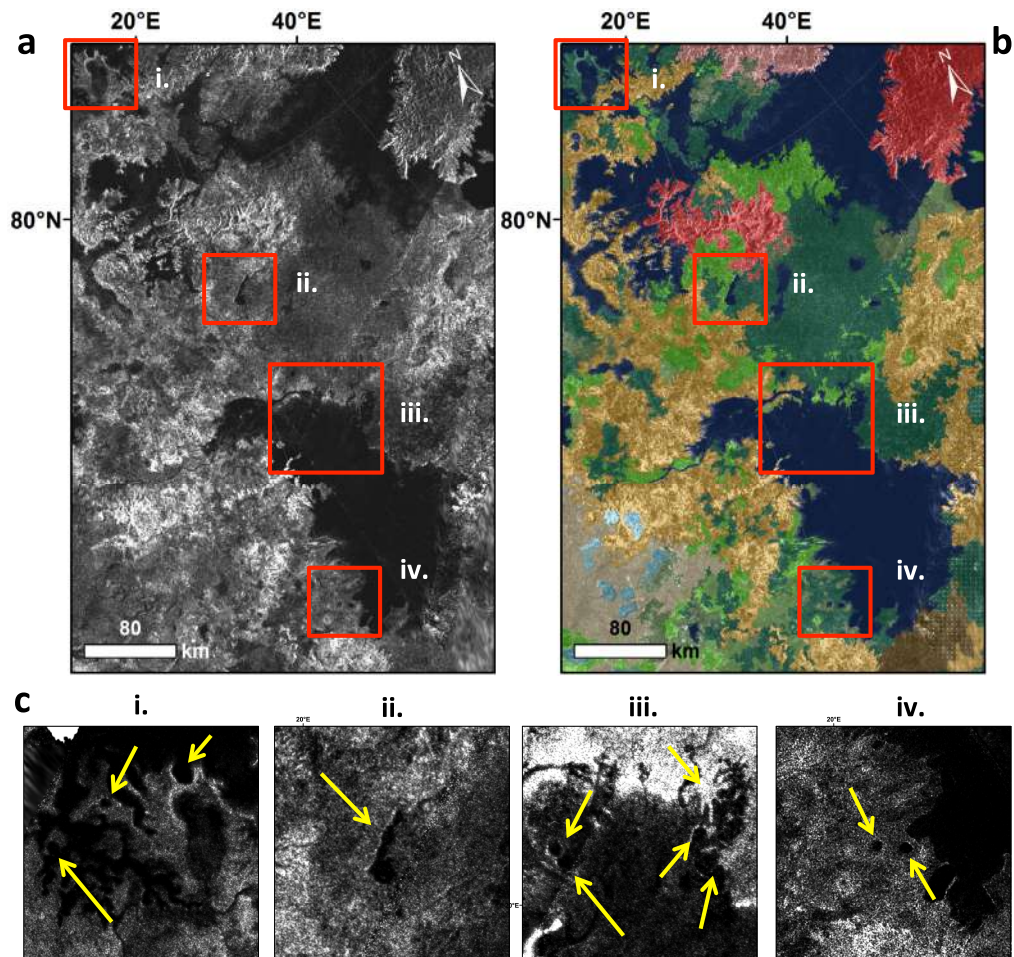 20°E 40°E 20°E 40°E
a b
N N
i. i.
80°N 80°N
ii. ii.
iii. iii.
iv. iv.
80 80
km km
c i. ii. iii. iv.
20°E 20°E